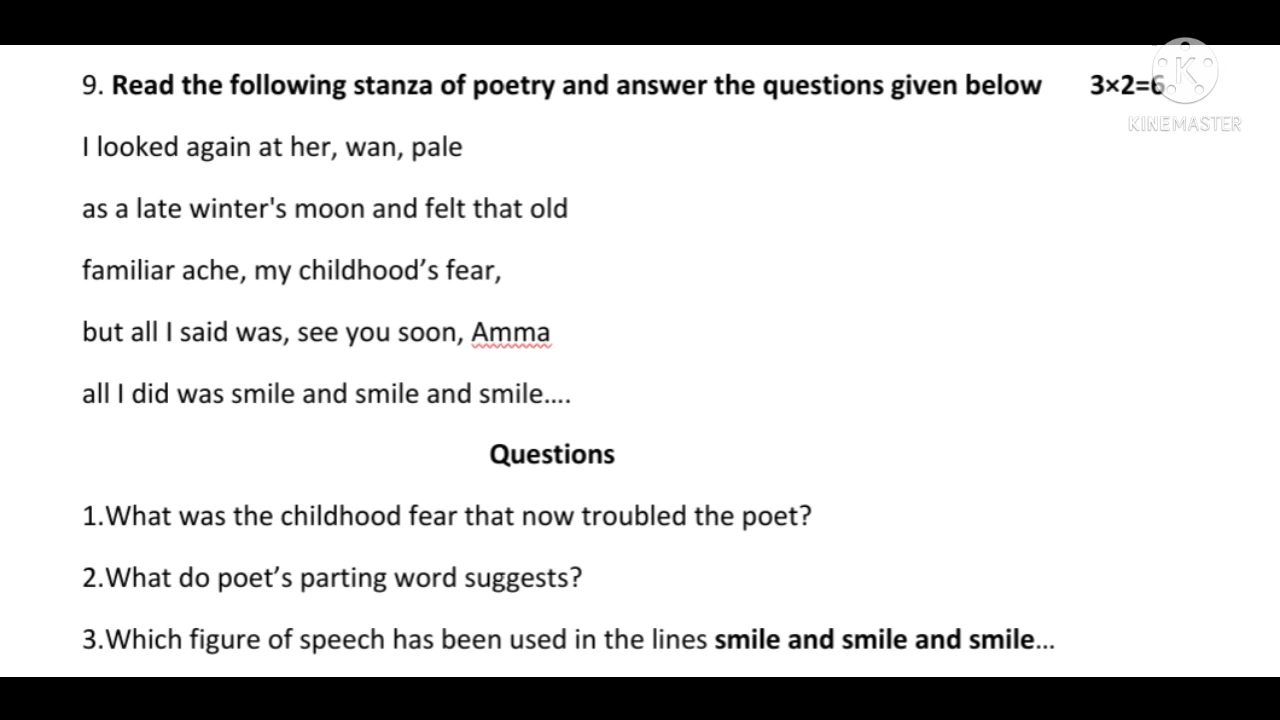 9. Read the following stanza of poetry and answer the questions given below 3×2=6
K
KINEMASTER
I looked again at her, wan, pale
as a late winter's moon and felt that old
familiar ache, my childhood’s fear,
but all I said was, see you soon, Amma
all I did was smile and smile and smile....
Questions
1.What was the childhood fear that now troubled the poet?
2.What do poet’s parting word suggests?
3.Which figure of speech has been used in the lines smile and smile and smile...